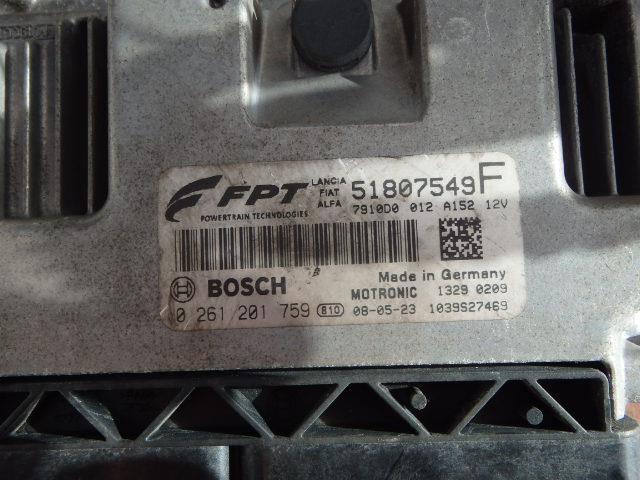 FPT
POWERTRAIN TECHNOLOGIES
LANCIA
FIAT
ALFA
51807549F
7910D0 012 A152 12V
BOSCH
Made in Germany
MOTRONIC 1329 0209
0 261 201 759 810 08-05-23 1039S27469